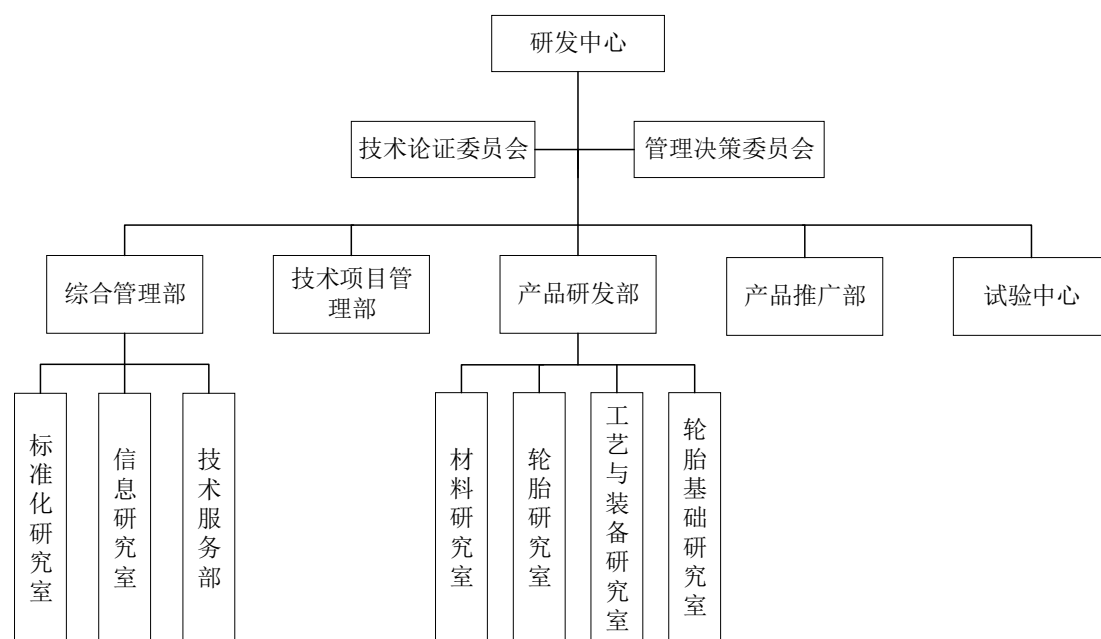 研发中心
技术论证委员会
管理决策委员会
综合管理部
技术项目管
理部
产品研发部
产品推广部
试验中心
标准化研究室
信息研究室
技术服务部
材料研究室
轮胎研究室
工艺与装备研究室
轮胎基础研究室